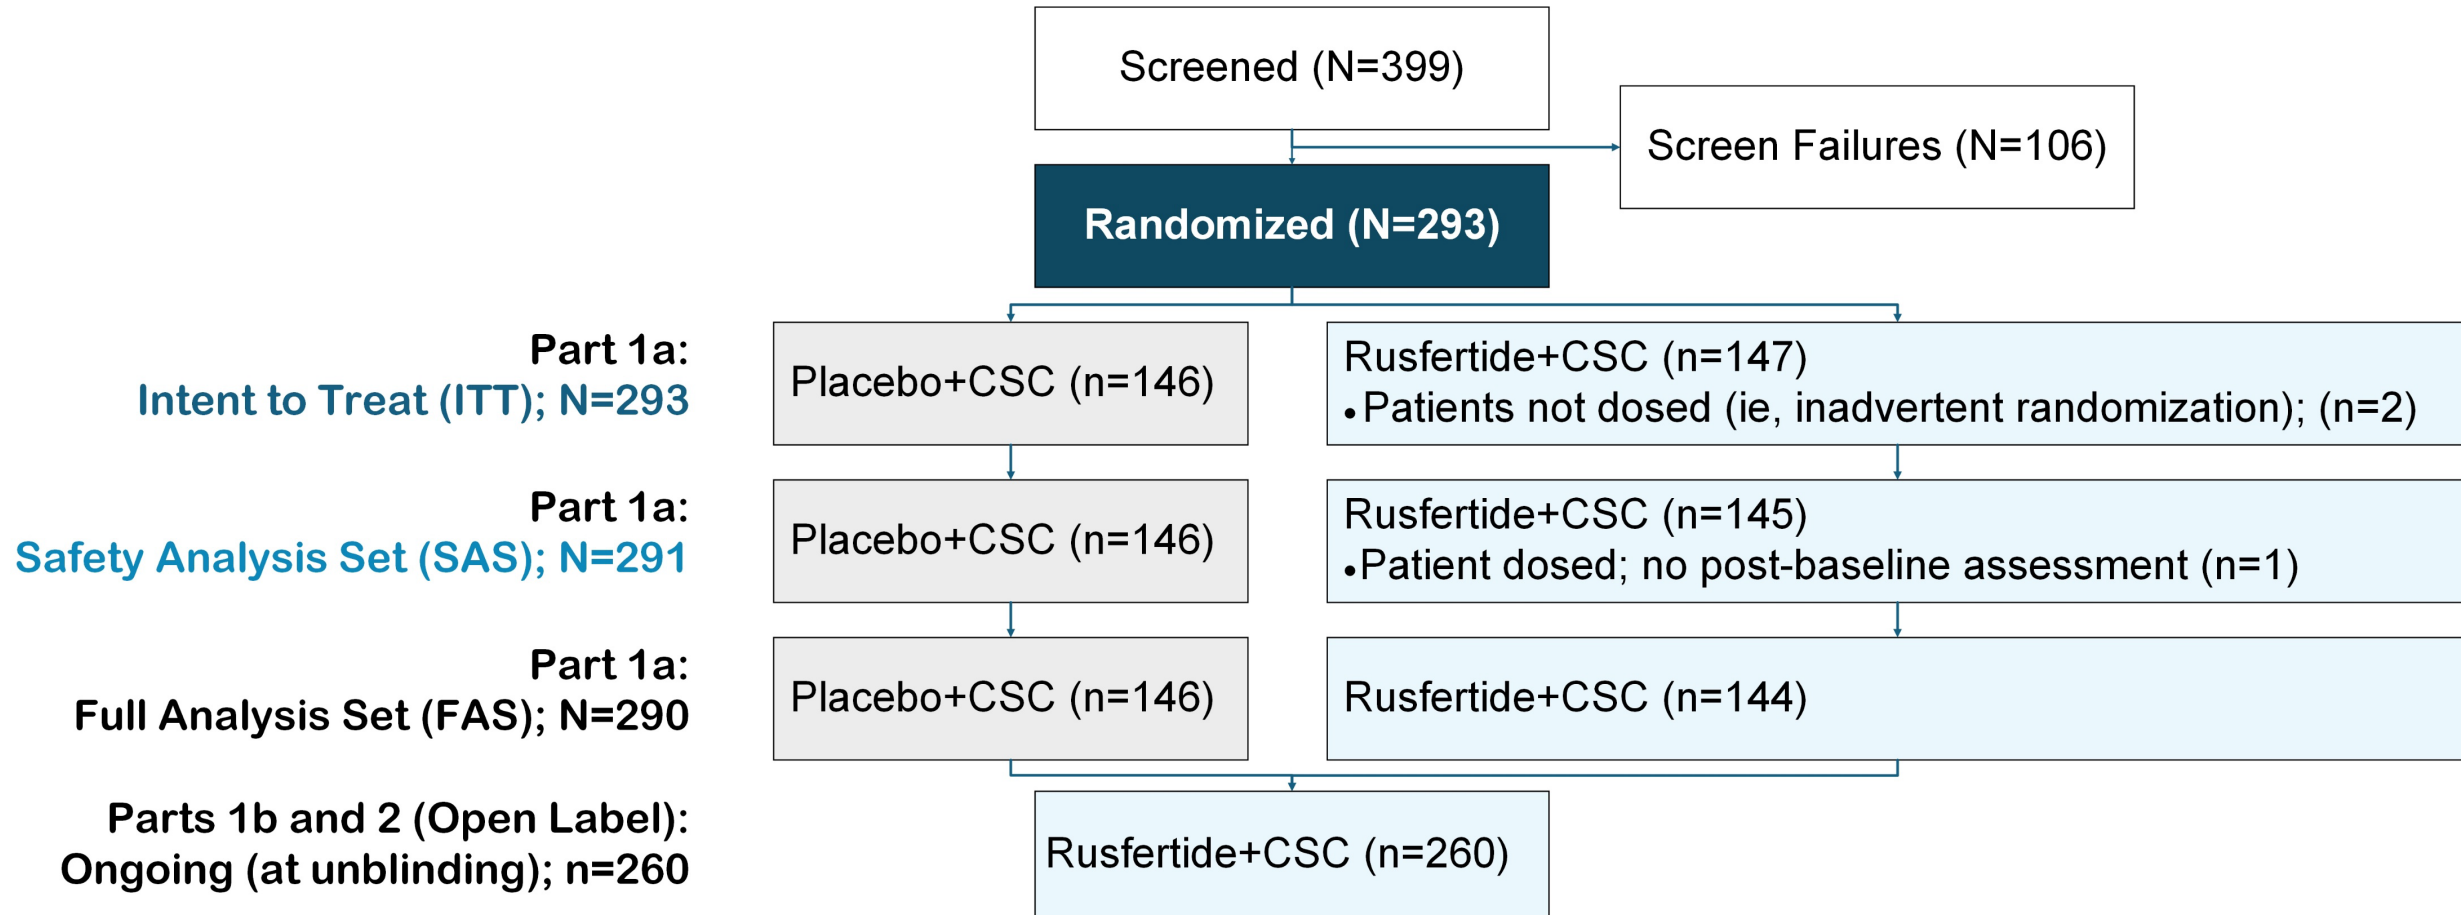 Screened (N=399)
Screen Failures (N=106)
Randomized (N=293)
Part 1a:
Intent to Treat (ITT); N=293
Placebo+CSC (n=146)
Rusfertide+CSC (n=147)
•Patients not dosed (ie, inadvertent randomization); (n=2)
Part 1a:
Safety Analysis Set (SAS); N=291
Placebo+CSC (n=146)
Rusfertide+CSC (n=145)
•Patient dosed; no post-baseline assessment (n=1)
Part 1a:
Full Analysis Set (FAS); N=290
Placebo+CSC (n=146)
Rusfertide+CSC (n=144)
Parts 1b and 2 (Open Label):
Ongoing (at unblinding); n=260
Rusfertide+CSC (n=260)